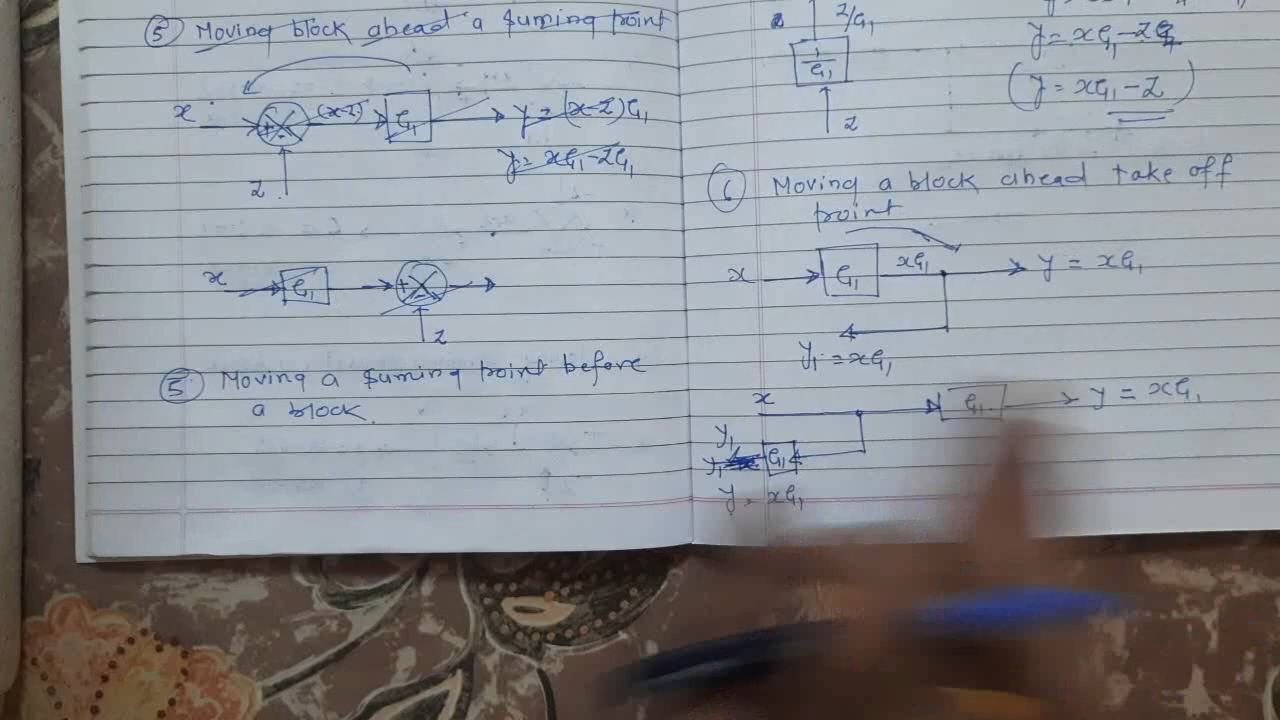 ⑤ Moving block ahead a suming point
x
(x-z)
G₁
y = (x-z)G₁
y = xG₁-zG₁
z
x
G₁
+
-
z
⑤ Moving a suming point before
a block.
z/G₁
1/G₁
z
y = xG₁ - z
(y = xG₁ - z)
⑥ Moving a block ahead take off
point
x
G₁
xG₁
y = xG₁
y₁ = xG₁
x
G₁
y = xG₁
y₁
y₁
G₁
y = xG₁